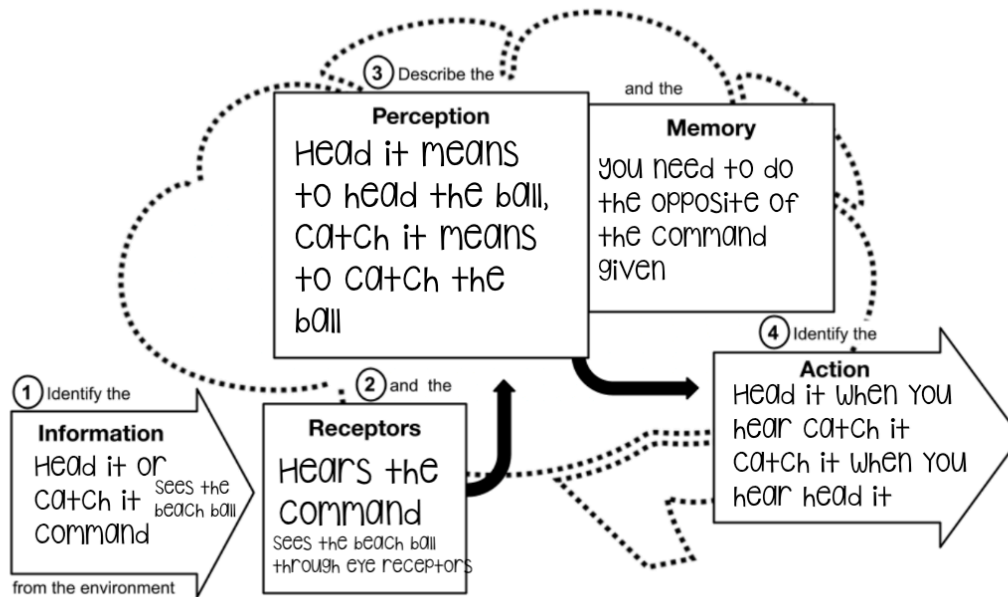 1 Identify the
Information
Head it or
catch it
command
sees the
beach ball
from the environment
2 and the
Receptors
Hears the
command
sees the beach ball
through eye receptors
3 Describe the
Perception
Head it means
to head the ball,
catch it means
to catch the
ball
and the
Memory
you need to do
the opposite of
the command
given
4 Identify the
Action
Head it when you
hear catch it
catch it when you
hear head it